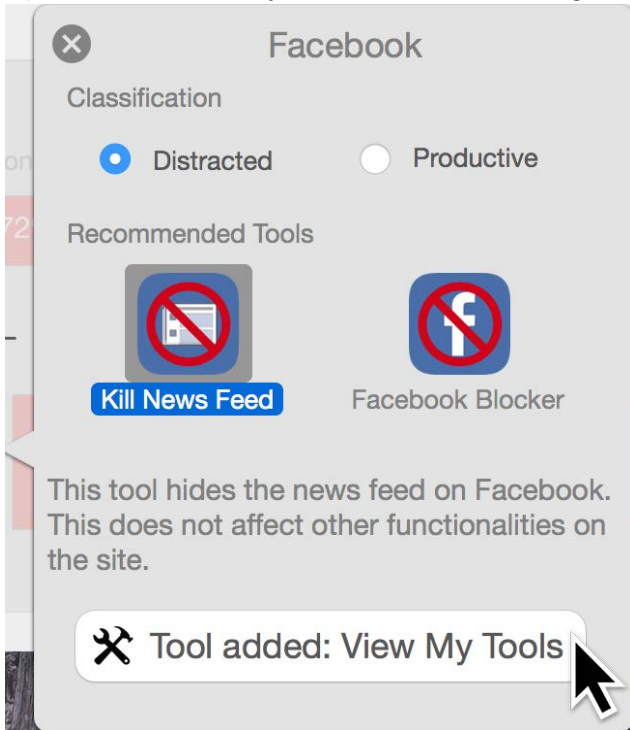 Facebook
Classification
Distracted
Productive
Recommended Tools
Kill News Feed
Facebook Blocker
This tool hides the news feed on Facebook.
This does not affect other functionalities on
the site.
Tool added: View My Tools